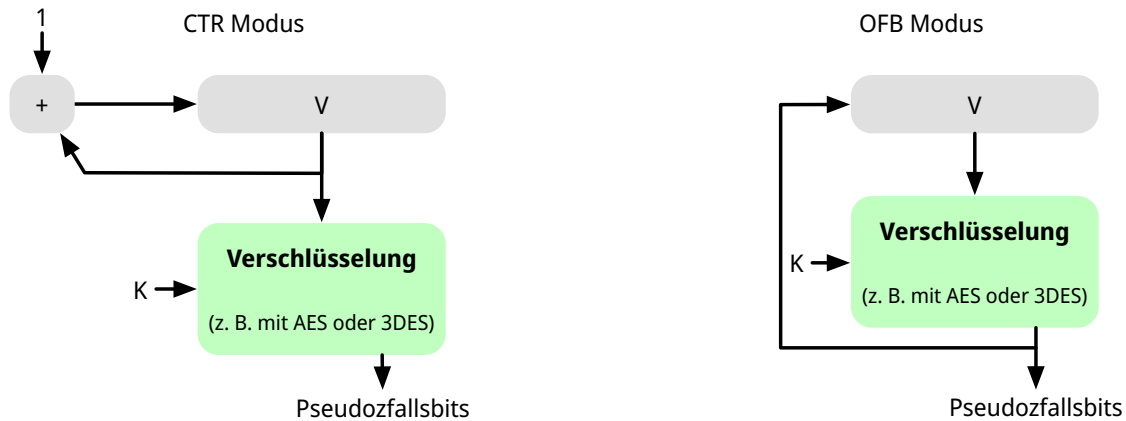 1
CTR Modus
+
V
Verschlüsselung
K
(z. B. mit AES oder 3DES)
Pseudozfallsbits
OFB Modus
V
Verschlüsselung
K
(z. B. mit AES oder 3DES)
Pseudozfallsbits